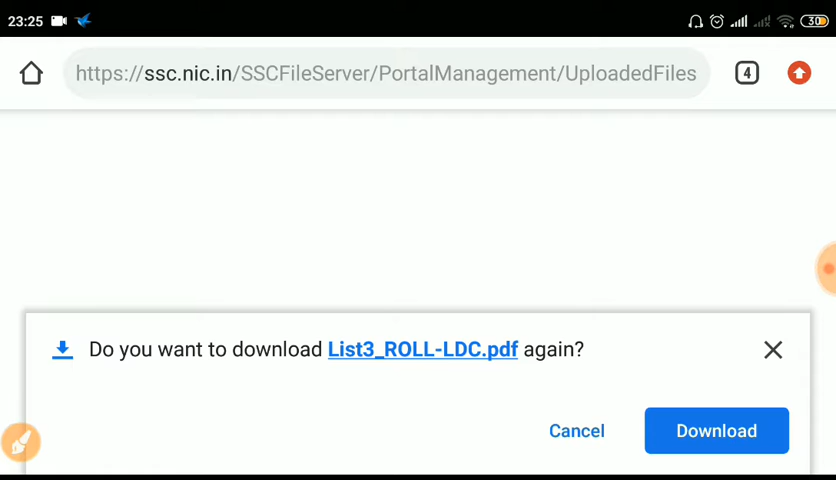 23:25
30
https://ssc.nic.in/SSCFileServer/PortalManagement/UploadedFiles
4
Do you want to download List3_ROLL-LDC.pdf again?
Cancel
Download